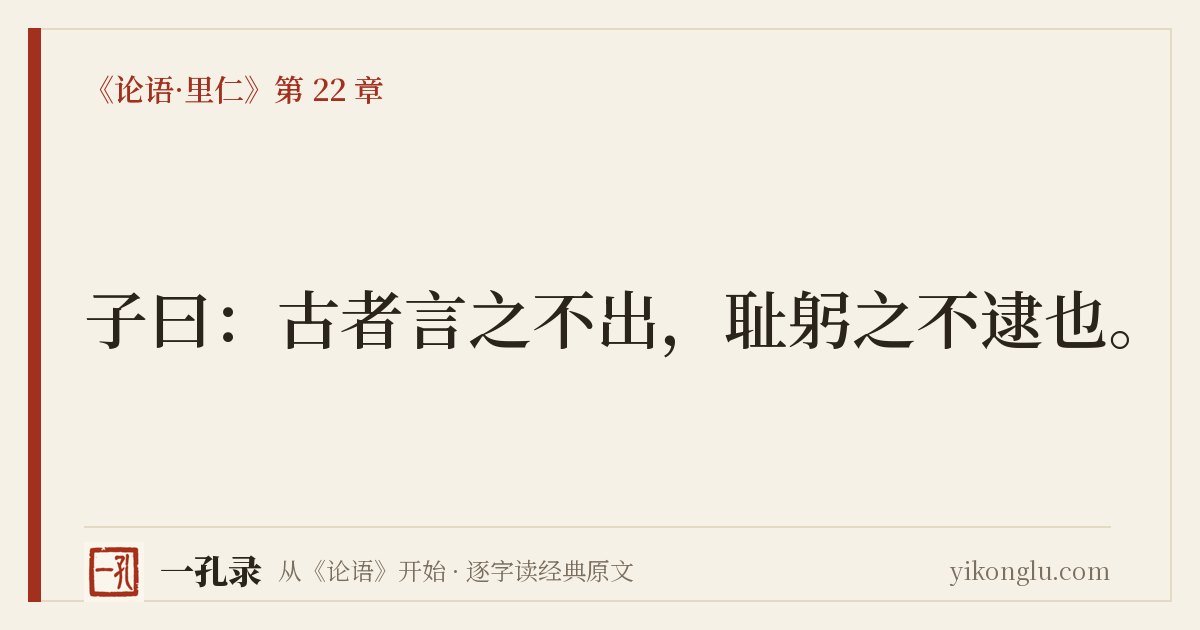 《论语·里仁》第 22 章
子曰：古者言之不出，耻躬之不逮也。
一孔
一孔录 从《论语》开始 · 逐字读经典原文 yikonglu.com